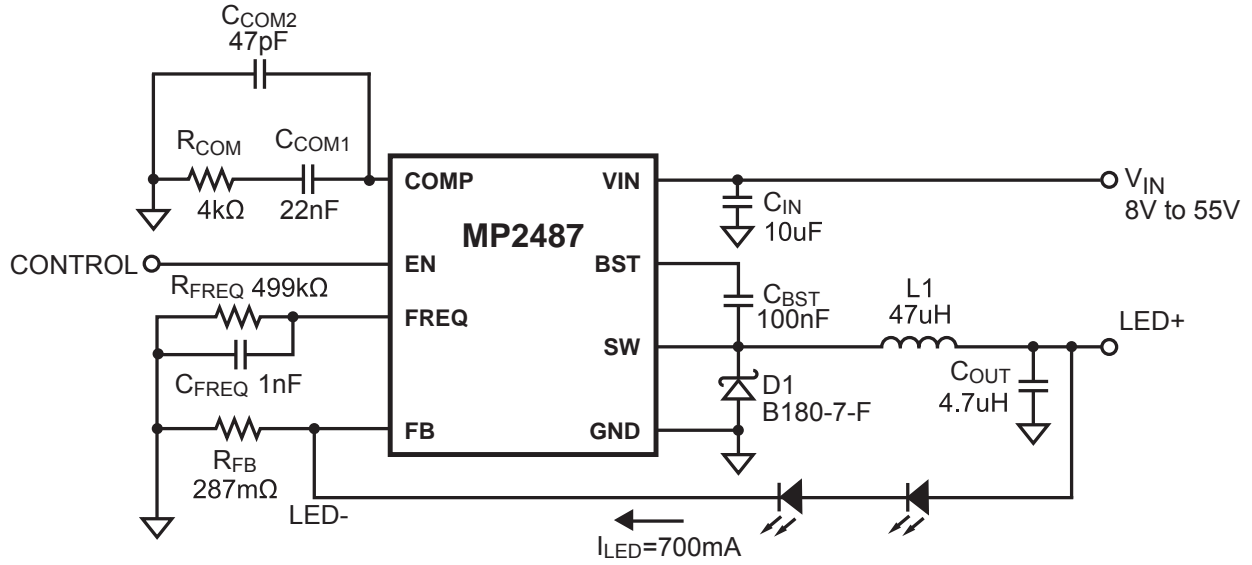 CCOM2
47pF
RCOM
CCOM1
4kΩ
22nF
CONTROL
RFREQ 499kΩ
CFREQ 1nF
RFB
287mΩ
LED-
MP2487
COMP
EN
FREQ
FB
VIN
BST
SW
GND
CIN
10uF
VIN
8V to 55V
CBST
100nF
L1
47uH
LED+
D1
B180-7-F
COUT
4.7uH
ILED=700mA